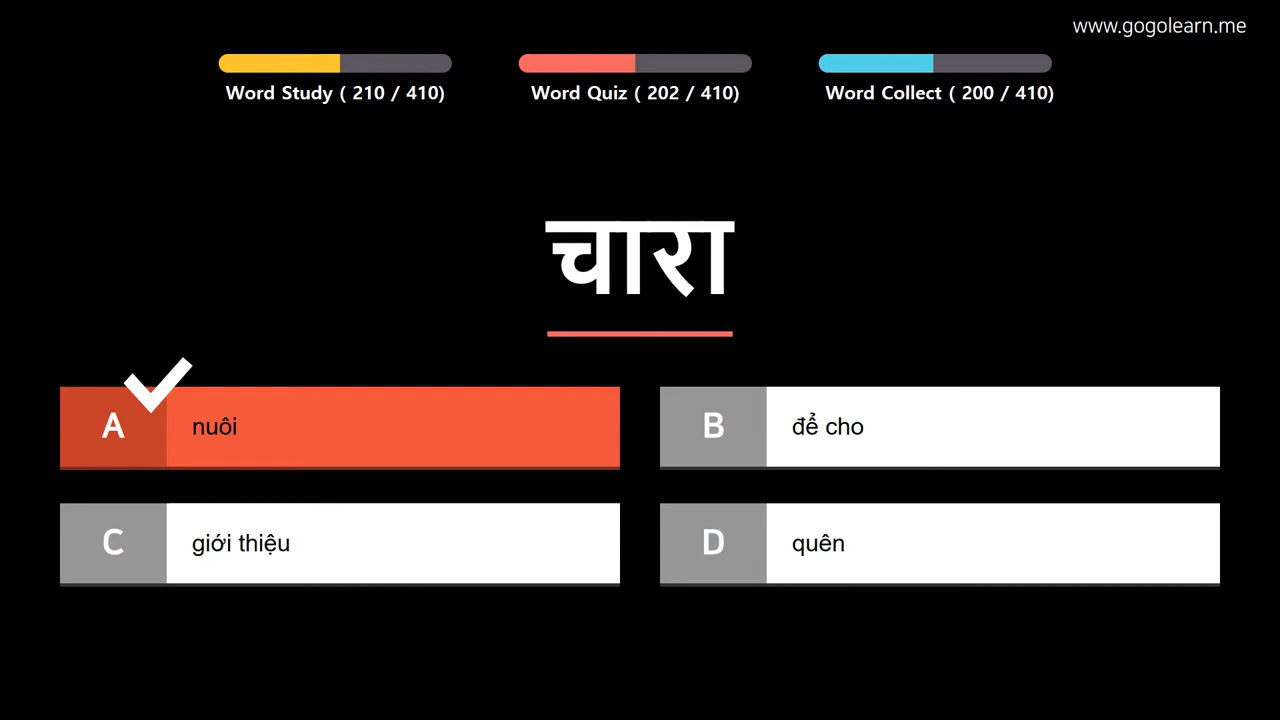 www.gogolearn.me
Word Study ( 210 / 410)
Word Quiz ( 202 / 410)
Word Collect ( 200 / 410)
चारा
A nuôi
B để cho
C giới thiệu
D quên